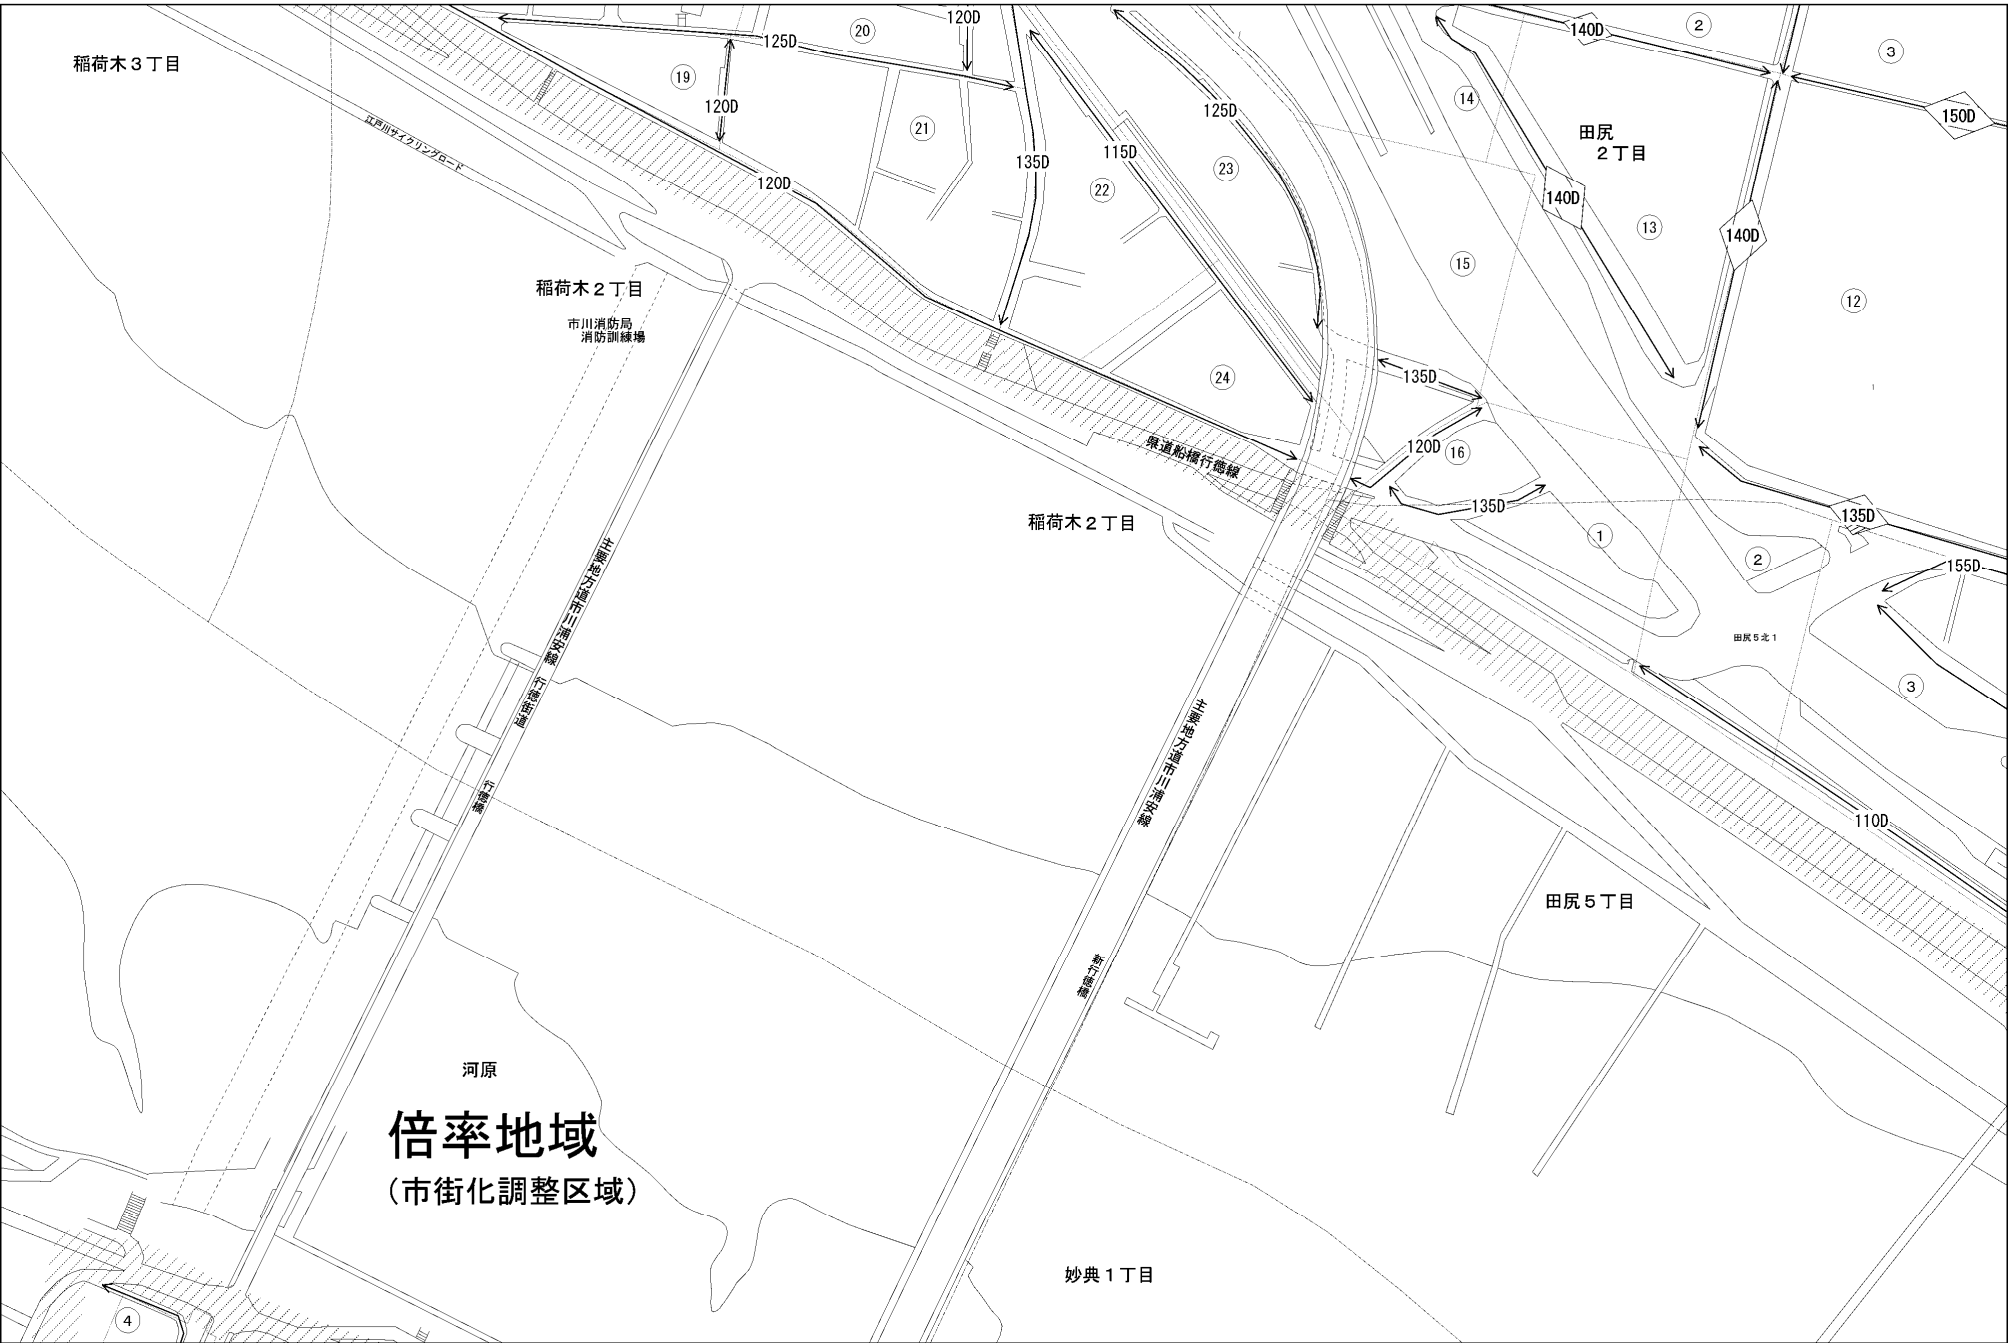 120D
140D
②
③
⑳
125D
稲荷木３丁目
⑲
120D
⑭
125D
150D
江戸川サイクリングロード
㉑
田尻
２丁目
115D
135D
㉓
120D
㉒
140D
⑬
140D
⑮
稲荷木２丁目
⑫
市川消防局
消防訓練場
㉔
135D
県道船橋行徳線
120D
⑯
135D
135D
稲荷木２丁目
①
②
155D
主要地方道市川浦安線
行徳街道
田尻５北１
③
主要地方道市川浦安線
行徳橋
110D
田尻５丁目
新行徳橋
河原
倍率地域
（市街化調整区域）
妙典１丁目
④